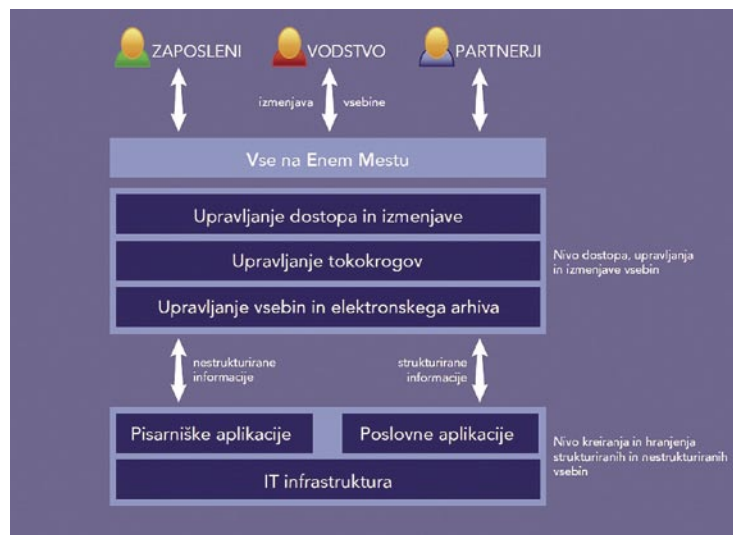 ZAPOSLENI
VODSTVO
PARTNERJI
izmenjava vsebine
Vse na Enem Mestu
Upravljanje dostopa in izmenjave
Upravljanje tokokrogov
Upravljanje vsebin in elektronskega arhiva
Nivo dostopa, upravljanja
in izmenjave vsebin
nestrukturirane
informacije
strukturirane
informacije
Pisarniške aplikacije
Poslovne aplikacije
IT infrastruktura
Nivo kreiranja in hranjenja
strukturiranih in nestrukturiranih
vsebin